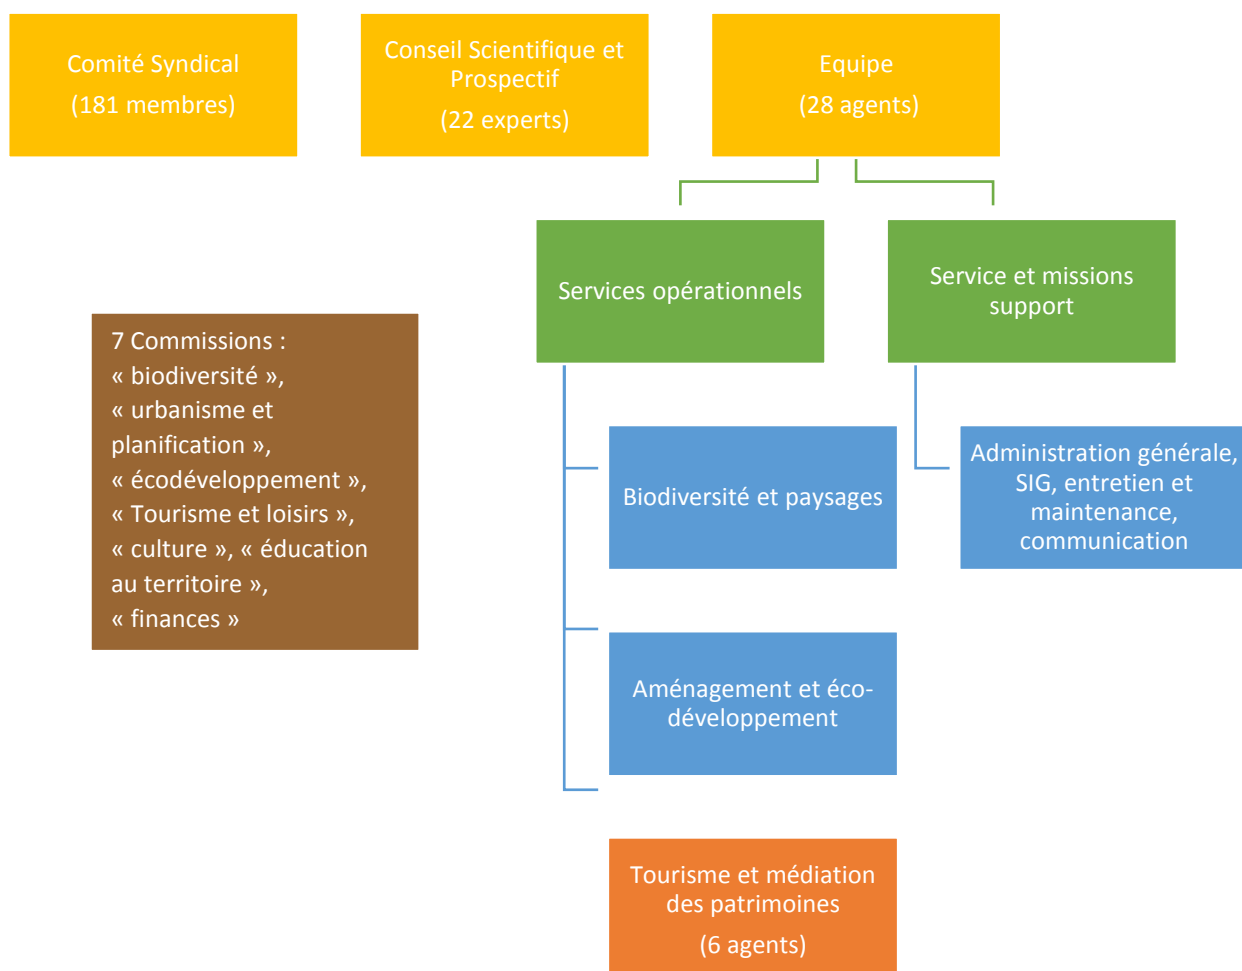 Comité Syndical
(181 membres)
Conseil Scientifique et
Prospectif
(22 experts)
Equipe
(28 agents)
Services opérationnels
Service et missions
support
7 Commissions :
« biodiversité »,
« urbanisme et
planification »,
« écodéveloppement »,
« Tourisme et loisirs »,
« culture », « éducation
au territoire »,
« finances »
Biodiversité et paysages
Administration générale,
SIG, entretien et
maintenance,
communication
Aménagement et éco-
développement
Tourisme et médiation
des patrimoines
(6 agents)